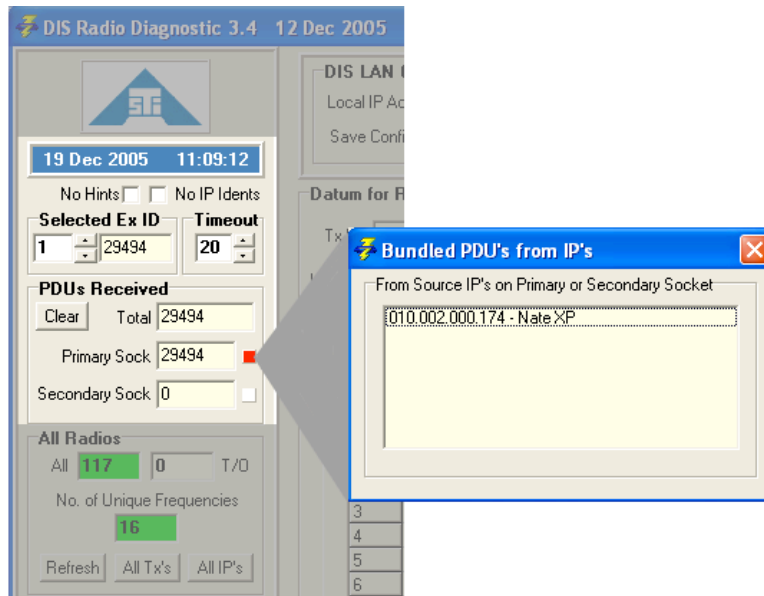 DIS Radio Diagnostic 3.4 12 Dec 2005
STi
DIS LAN
Local IP Ad
Save Confi
19 Dec 2005 11:09:12
No Hints No IP Idents
Datum for R
Selected Ex ID Timeout
1 29494 20
Tx
PDUs Received
Clear Total 29494
Primary Sock 29494
Secondary Sock 0
Bundled PDU's from IP's
From Source IP's on Primary or Secondary Socket
010.002.000.174 - Nate XP
All Radios
All 117 0 T/O
No. of Unique Frequencies
16
Refresh All Tx's All IP's
3
4
5
6